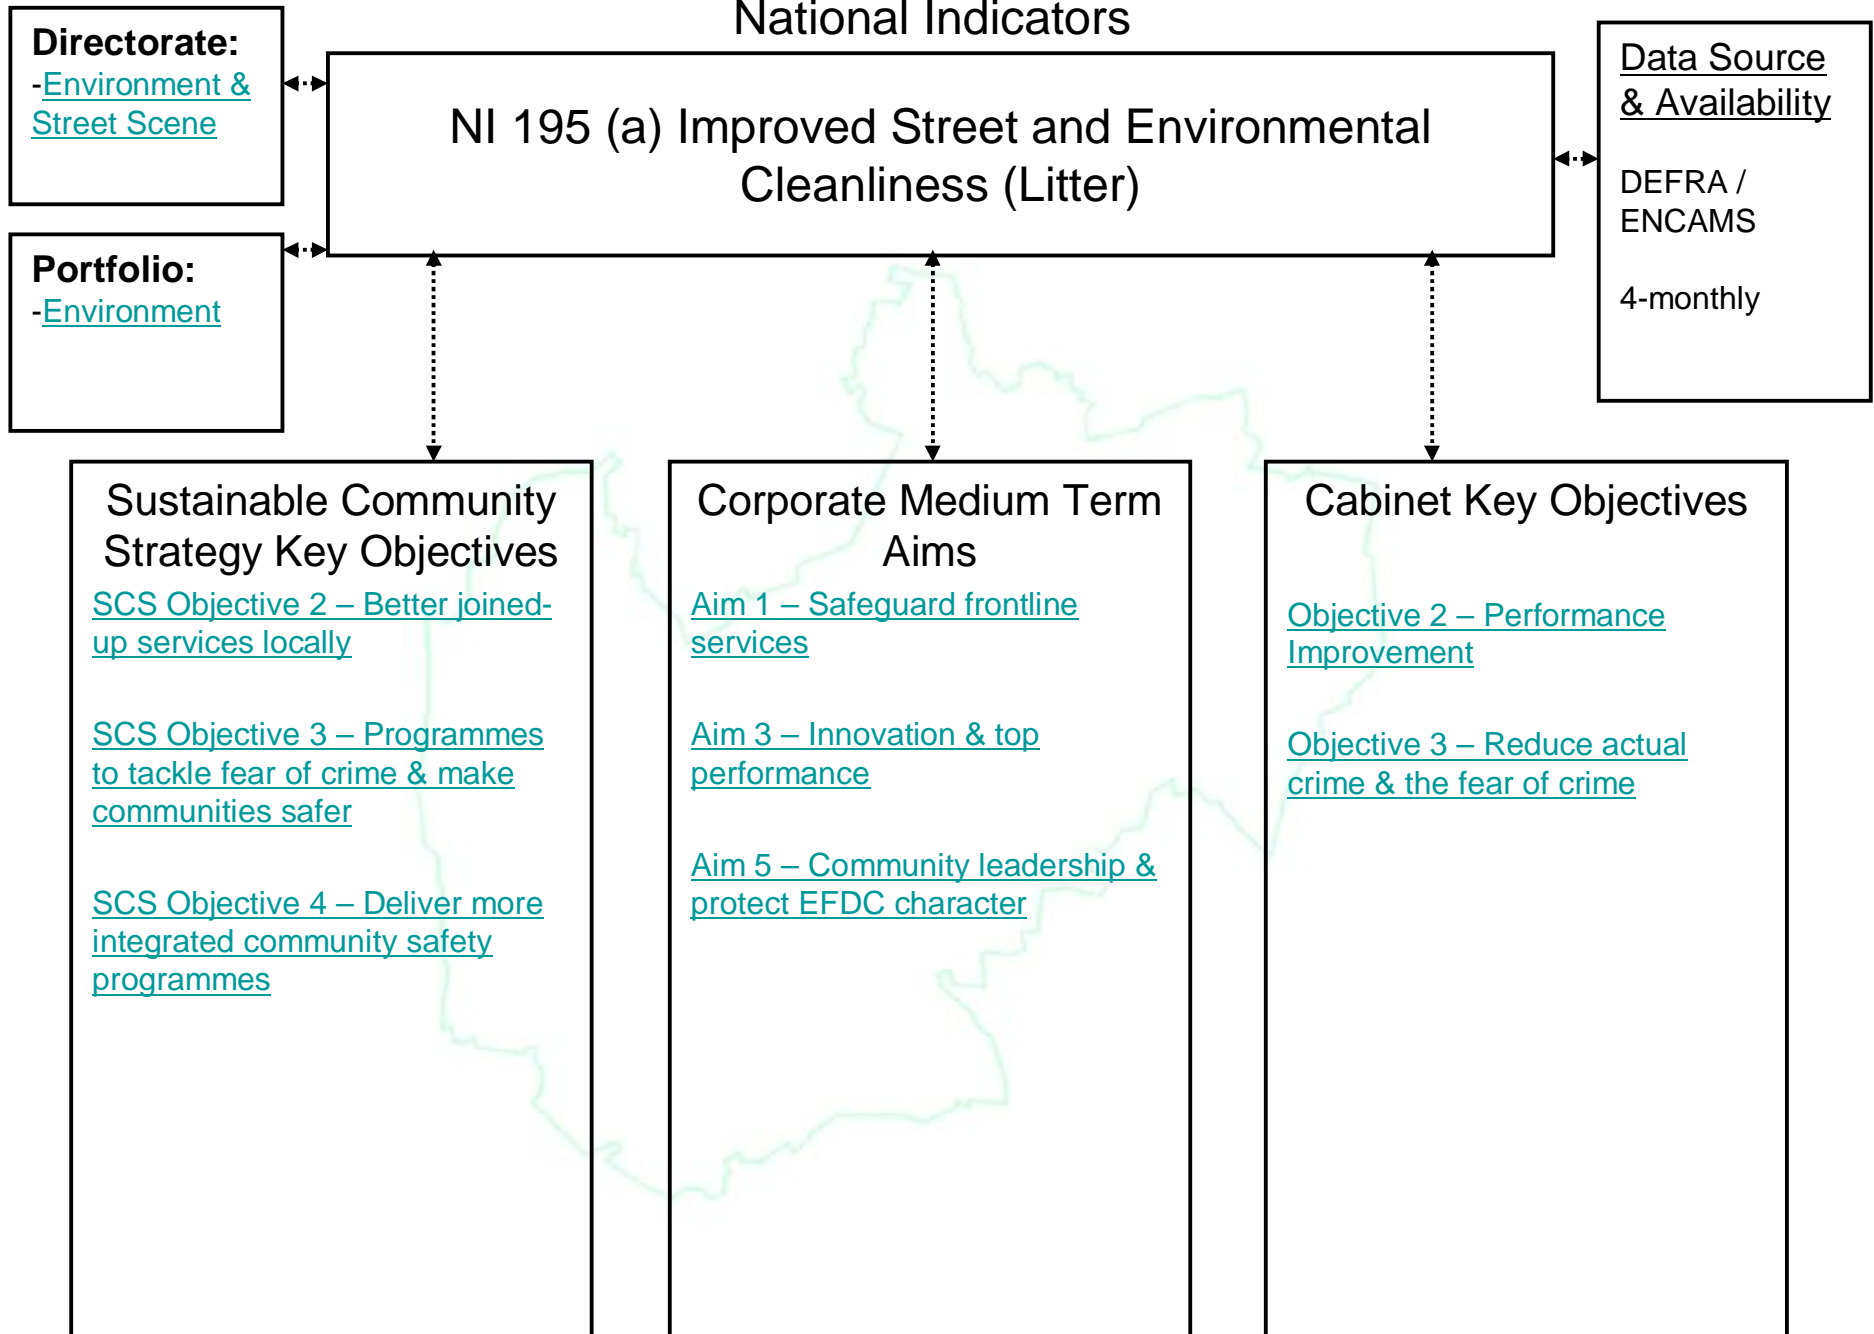 National Indicators
Directorate:
-Environment &
Street Scene
NI 195 (a) Improved Street and Environmental
Cleanliness (Litter)
Data Source
& Availability
DEFRA /
ENCAMS
4-monthly
Portfolio:
-Environment
Sustainable Community
Strategy Key Objectives
SCS Objective 2 – Better joined-
up services locally
SCS Objective 3 – Programmes
to tackle fear of crime & make
communities safer
SCS Objective 4 – Deliver more
integrated community safety
programmes
Corporate Medium Term
Aims
Aim 1 – Safeguard frontline
services
Aim 3 – Innovation & top
performance
Aim 5 – Community leadership &
protect EFDC character
Cabinet Key Objectives
Objective 2 – Performance
Improvement
Objective 3 – Reduce actual
crime & the fear of crime